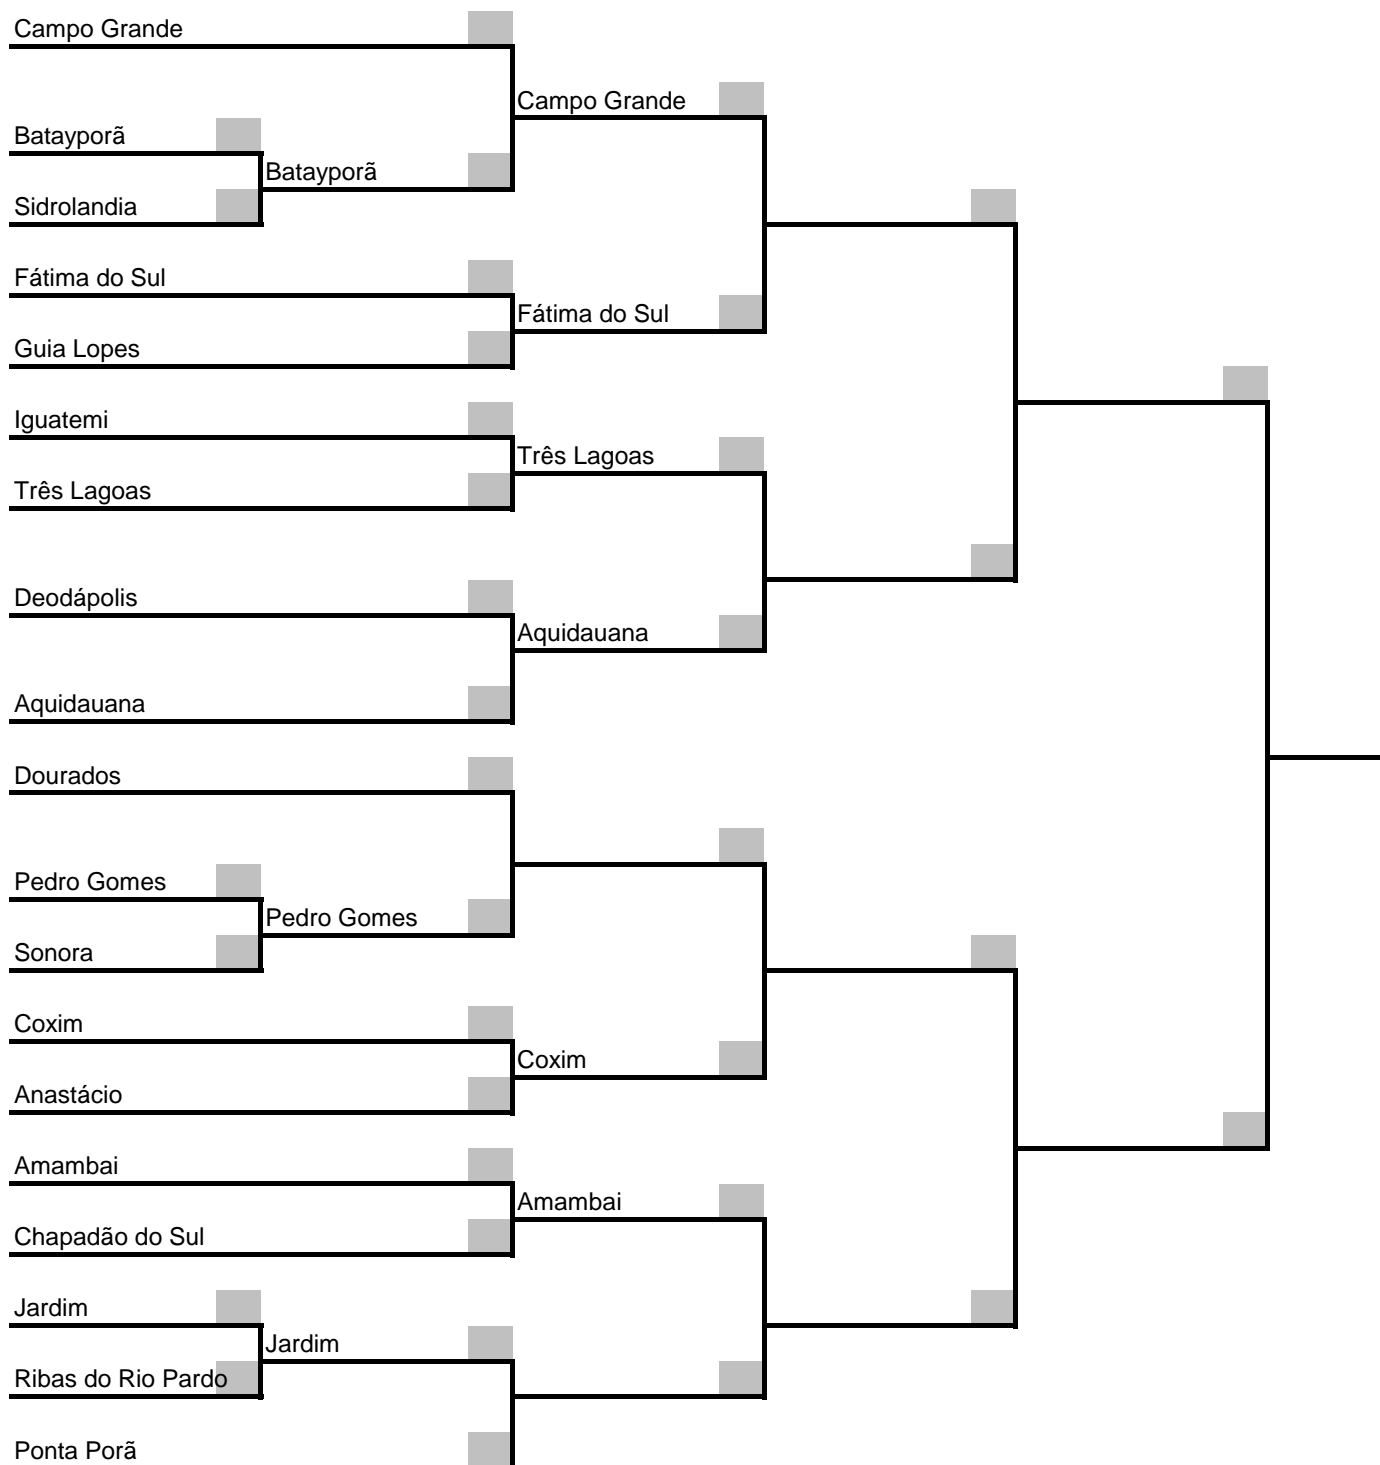 Campo Grande
Campo Grande
Batayporã
Batayporã
Sidrolandia
Fátima do Sul
Fátima do Sul
Guia Lopes
Iguatemi
Três Lagoas
Três Lagoas
Deodápolis
Aquidauana
Aquidauana
Dourados
Pedro Gomes
Pedro Gomes
Sonora
Coxim
Coxim
Anastácio
Amambai
Amambai
Chapadão do Sul
Jardim
Jardim
Ribas do Rio Pardo
Ponta Porã